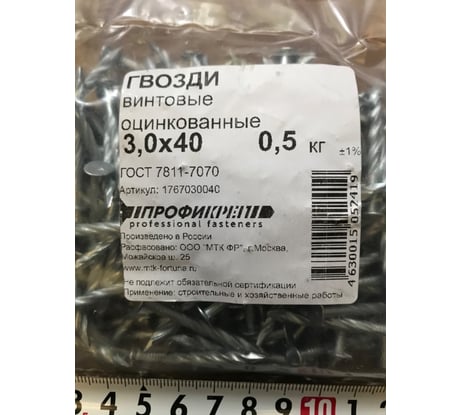 ГВОЗДИ
ВИНТОВЫЕ
ОЦИНКОВАННЫЕ
3,0х40 0,5 кг ±1%
ГОСТ 7811-7070
Артикул: 1767030040
ПРОФИКРЕП
professional fasteners
Произведено в России
Расфасовано: ООО "МТК ФР", г.Москва,
Можайское ш. 25
www.mtk-fortuna.ru
Не подлежит обязательной сертификации
Применение: строительные и хозяйственные работы
4630015052419
3 4 5 6 7 8 9 10 1 2